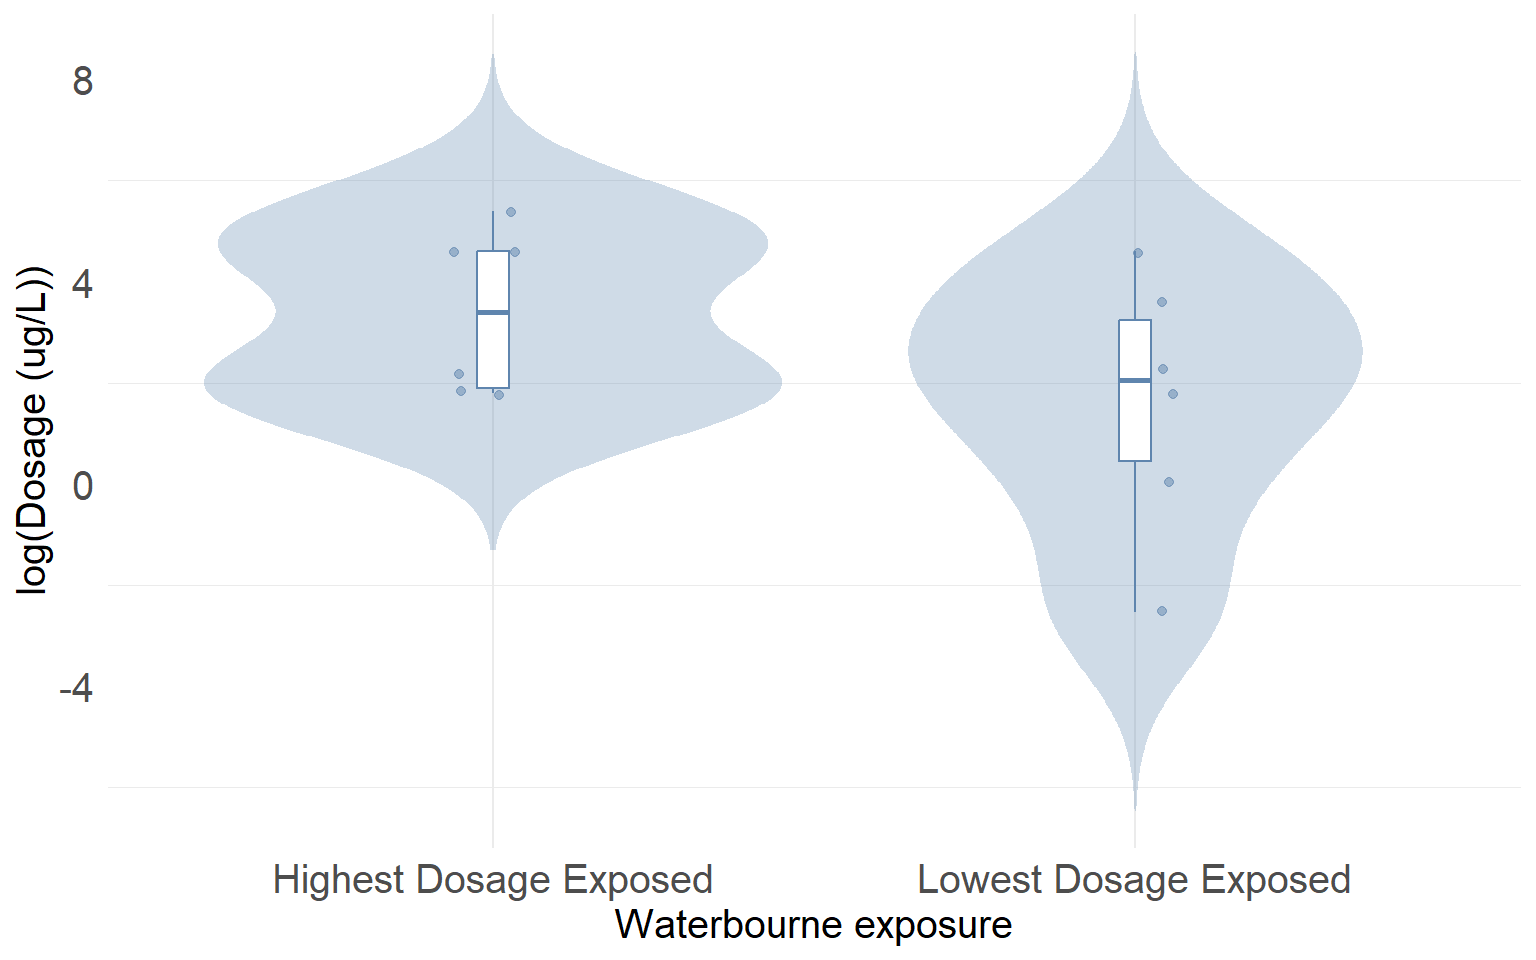 log(Dosage (ug/L))
8
4
0
-4
Highest Dosage Exposed
Lowest Dosage Exposed
Waterbourne exposure